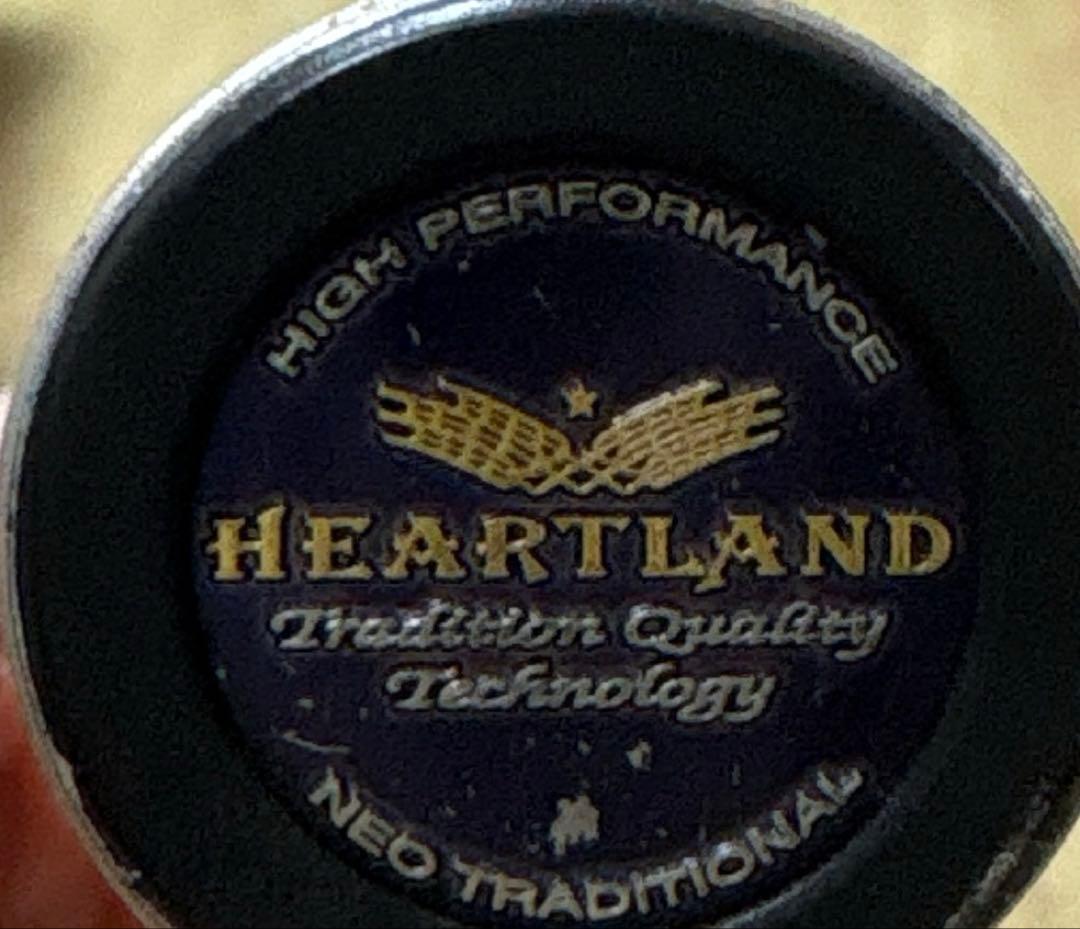 HIGH PERFORMANCE
HEARTLAND
Tradition Quality
Technology
NEO TRADITIONAL